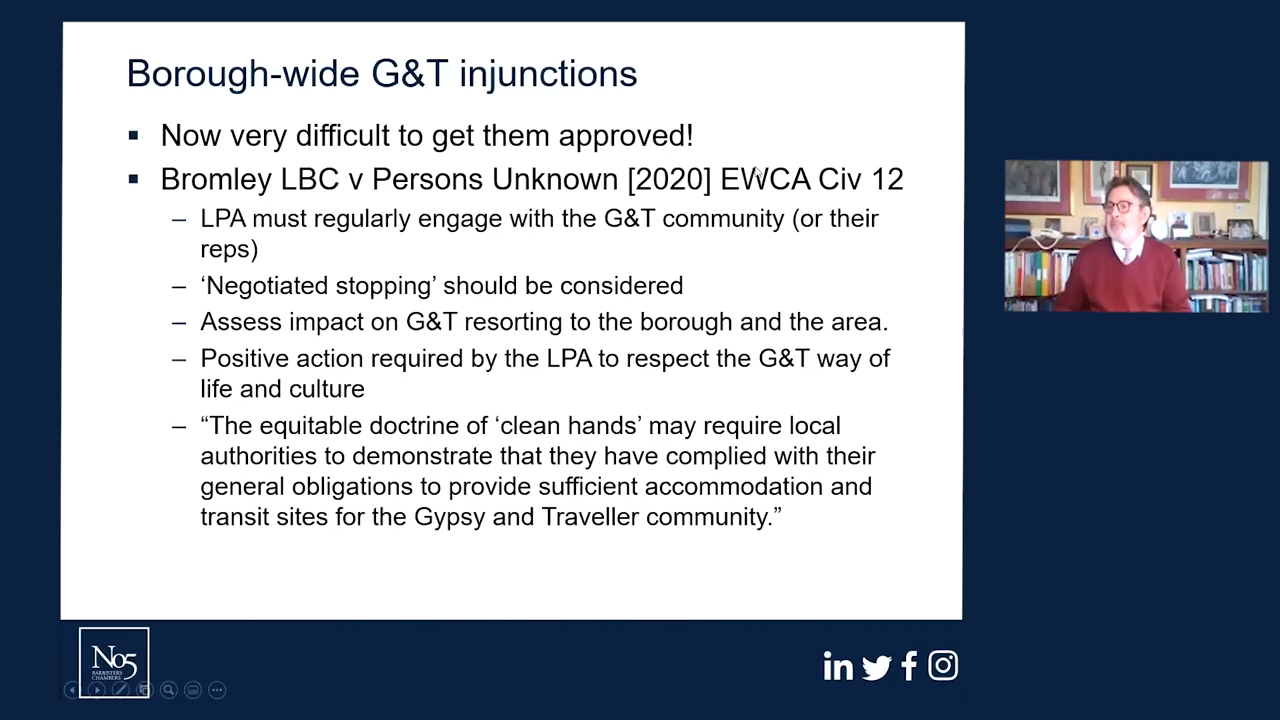 Borough-wide G&T injunctions
▪ Now very difficult to get them approved!
▪ Bromley LBC v Persons Unknown [2020] EWCA Civ 12
– LPA must regularly engage with the G&T community (or their
reps)
– ‘Negotiated stopping’ should be considered
– Assess impact on G&T resorting to the borough and the area.
– Positive action required by the LPA to respect the G&T way of
life and culture
– “The equitable doctrine of ‘clean hands’ may require local
authorities to demonstrate that they have complied with their
general obligations to provide sufficient accommodation and
transit sites for the Gypsy and Traveller community.”
No5
BARRISTERS
CHAMBERS
in